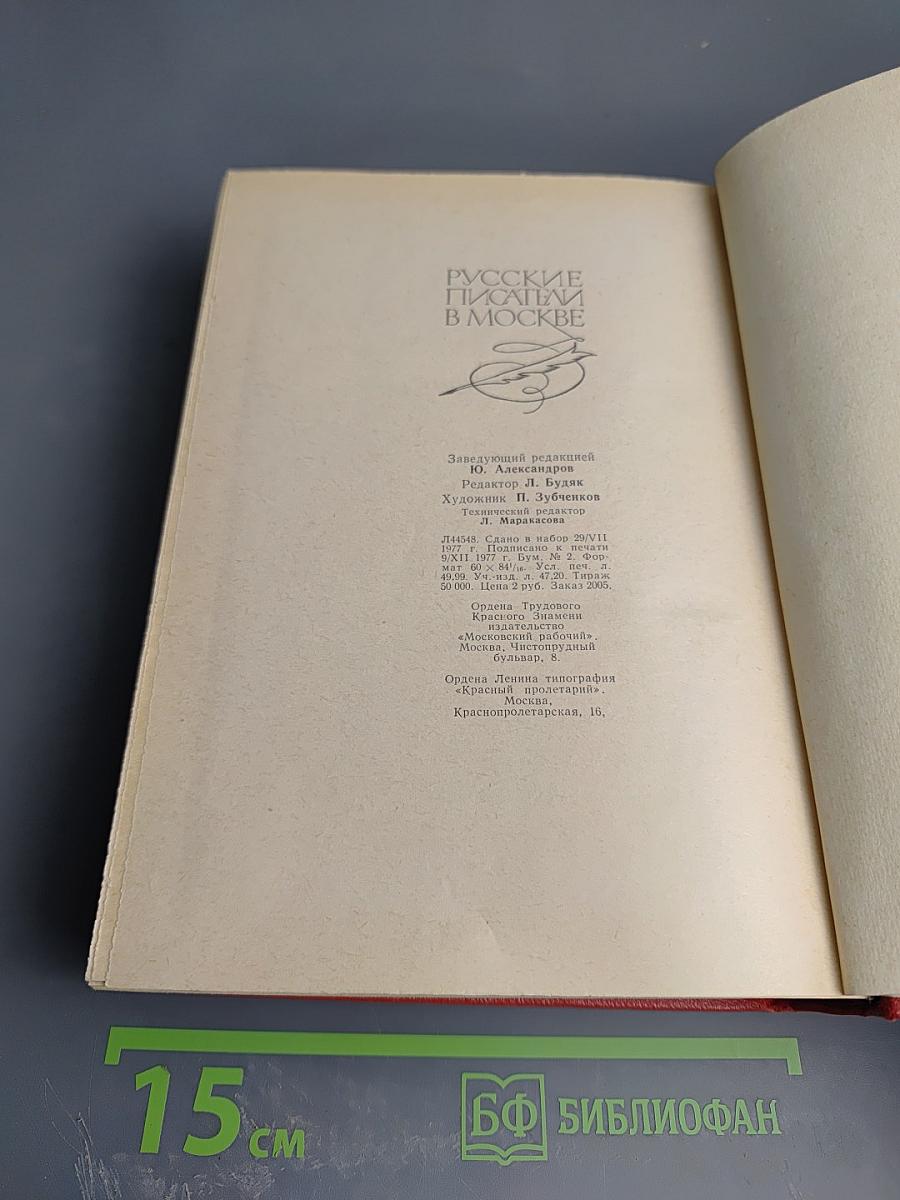 РУССКИЕ
ПИСАТЕЛИ
В МОСКВЕ
Заведующий редакцией
Ю. Александров
Редактор Л. Будяк
Художник П. Зубченков
Технический редактор
Л. Маракасова
Л44548. Сдано в набор 29/VII
1977 г. Подписано к печати
9/XII 1977 г. Бум. № 2. Фор-
мат 60 × 84¹/₁₆. Усл. печ. л.
49,99. Уч.-изд. л. 47,20. Тираж
50 000. Цена 2 руб. Заказ 2005.
Ордена Трудового
Красного Знамени
издательство
«Московский рабочий».
Москва, Чистопрудный
бульвар, 8.
Ордена Ленина типография
«Красный пролетарий».
Москва,
Краснопролетарская, 16,
15 см
БФ БИБЛИОФАН